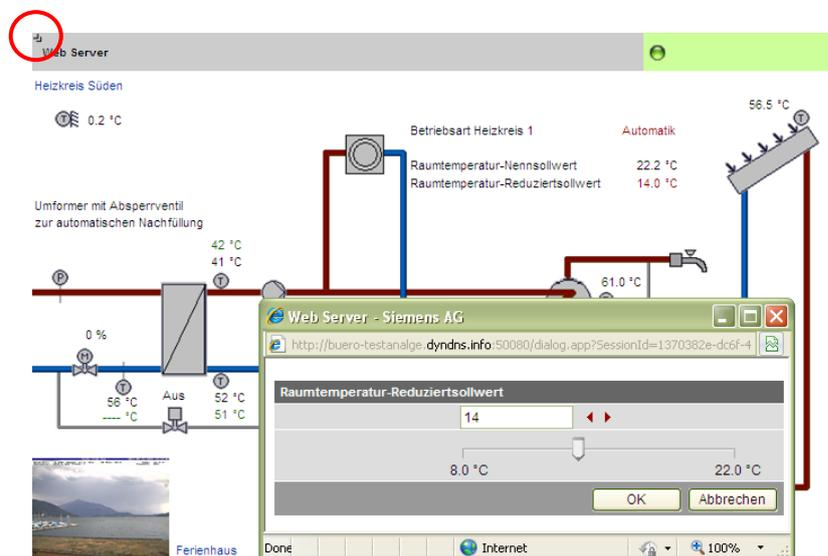 Web Server
Heizkreis Süden
0.2 °C
56.5 °C
T
T
Betriebsart Heizkreis 1 Automatik
Raumtemperatur-Nennsollwert 22.2 °C
Raumtemperatur-Reduziertsollwert 14.0 °C
Umformer mit Absperrventil
zur automatischen Nachfüllung
42 °C
41 °C
T
P
61.0 °C
0 %
M
T
56 °C
---- °C
Aus
T
52 °C
51 °C
Ferienhaus
Web Server - Siemens AG
http://buero-testanalge.dyndns.info:50080/dialog.app?SessionId=1370382e-dc6f-4
Raumtemperatur-Reduziertsollwert
14
8.0 °C 22.0 °C
OK Abbrechen
Done Internet 100%